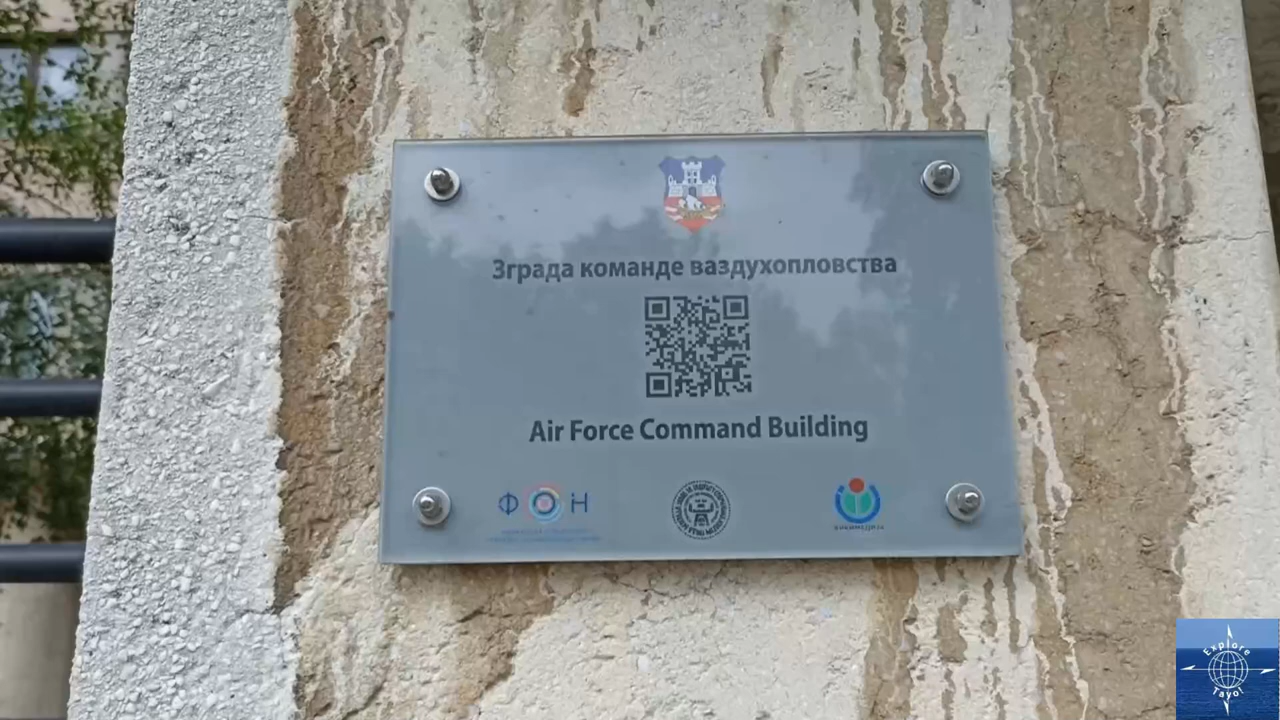 Зграда команде ваздухопловства
Air Force Command Building
ФОН
Explore
Tayo!